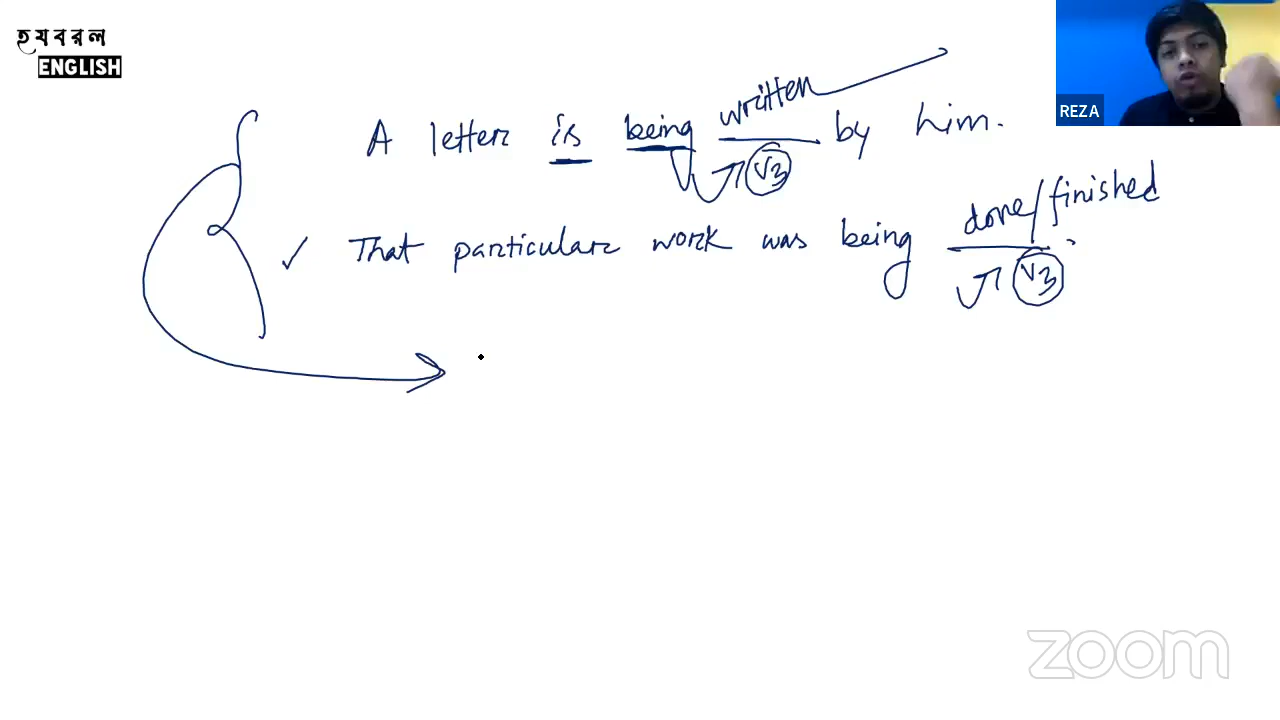 হযবরল
ENGLISH
REZA
A letter is being written by him.
V3
That particular work was being done/finished.
V3
zoom